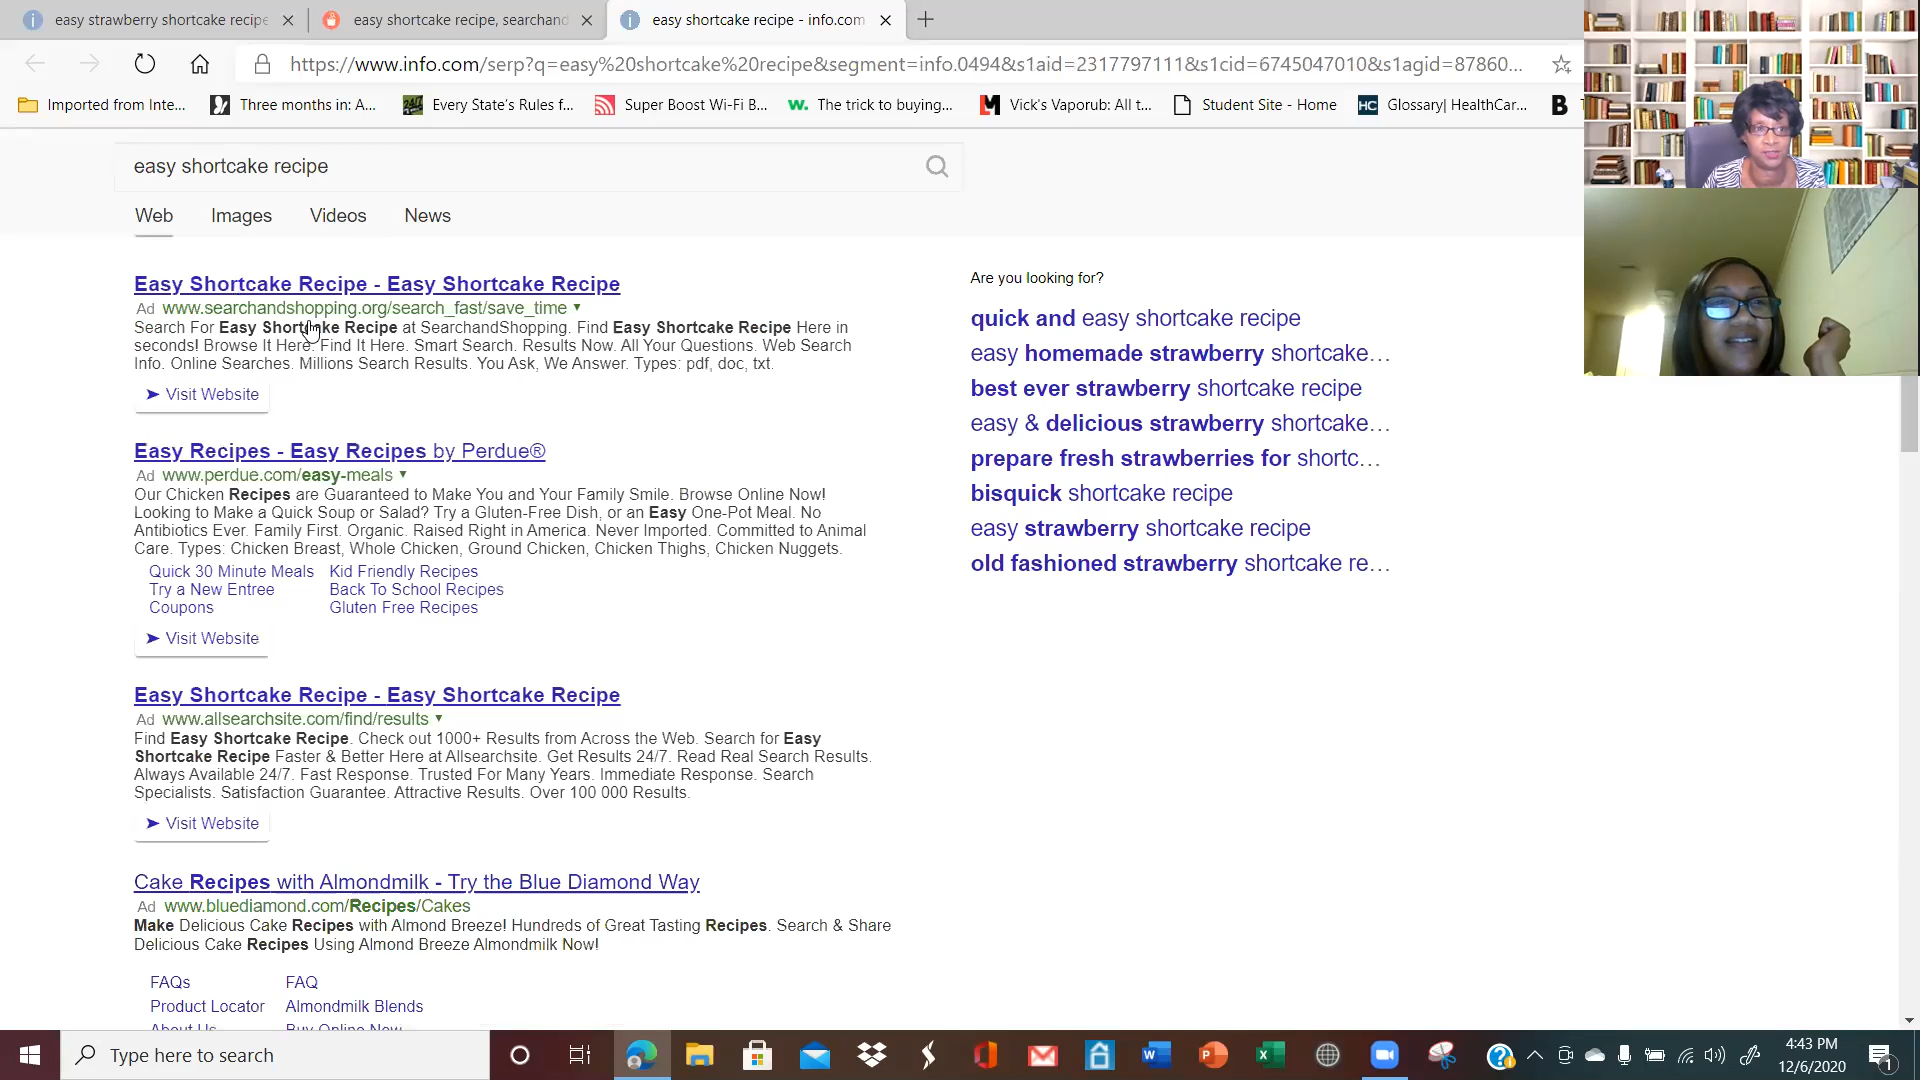 easy strawberry shortcake recipe
easy shortcake recipe, searchand
easy shortcake recipe - info.com
https://www.info.com/serp?q=easy%20shortcake%20recipe&segment=info.0494&s1aid=2317797111&s1cid=6745047010&s1agid=87860...
Imported from Inte...
Three months in: A...
Every State's Rules f...
Super Boost Wi-Fi B...
The trick to buying...
Vick's Vaporub: All t...
Student Site - Home
HC Glossary| HealthCar...
B
easy shortcake recipe
Web Images Videos News
Easy Shortcake Recipe - Easy Shortcake Recipe
Ad www.searchandshopping.org/search_fast/save_time
Search For Easy Shortcake Recipe at SearchandShopping. Find Easy Shortcake Recipe Here in
seconds! Browse It Here Find It Here. Smart Search. Results Now. All Your Questions. Web Search
Info. Online Searches. Millions Search Results. You Ask, We Answer. Types: pdf, doc, txt.
Visit Website
Easy Recipes - Easy Recipes by Perdue®
Ad www.perdue.com/easy-meals
Our Chicken Recipes are Guaranteed to Make You and Your Family Smile. Browse Online Now!
Looking to Make a Quick Soup or Salad? Try a Gluten-Free Dish, or an Easy One-Pot Meal. No
Antibiotics Ever. Family First. Organic. Raised Right in America. Never Imported. Committed to Animal
Care. Types: Chicken Breast, Whole Chicken, Ground Chicken, Chicken Thighs, Chicken Nuggets.
Quick 30 Minute Meals Kid Friendly Recipes
Try a New Entree Back To School Recipes
Coupons Gluten Free Recipes
Visit Website
Easy Shortcake Recipe - Easy Shortcake Recipe
Ad www.allsearchsite.com/find/results
Find Easy Shortcake Recipe. Check out 1000+ Results from Across the Web. Search for Easy
Shortcake Recipe Faster & Better Here at Allsearchsite. Get Results 24/7. Read Real Search Results.
Always Available 24/7. Fast Response. Trusted For Many Years. Immediate Response. Search
Specialists. Satisfaction Guarantee. Attractive Results. Over 100 000 Results.
Visit Website
Cake Recipes with Almondmilk - Try the Blue Diamond Way
Ad www.bluediamond.com/Recipes/Cakes
Make Delicious Cake Recipes with Almond Breeze! Hundreds of Great Tasting Recipes. Search & Share
Delicious Cake Recipes Using Almond Breeze Almondmilk Now!
FAQs FAQ
Product Locator Almondmilk Blends
About Us Buy Online Now
Are you looking for?
quick and easy shortcake recipe
easy homemade strawberry shortcake...
best ever strawberry shortcake recipe
easy & delicious strawberry shortcake...
prepare fresh strawberries for shortc...
bisquick shortcake recipe
easy strawberry shortcake recipe
old fashioned strawberry shortcake re...
Type here to search
4:43 PM
12/6/2020
1